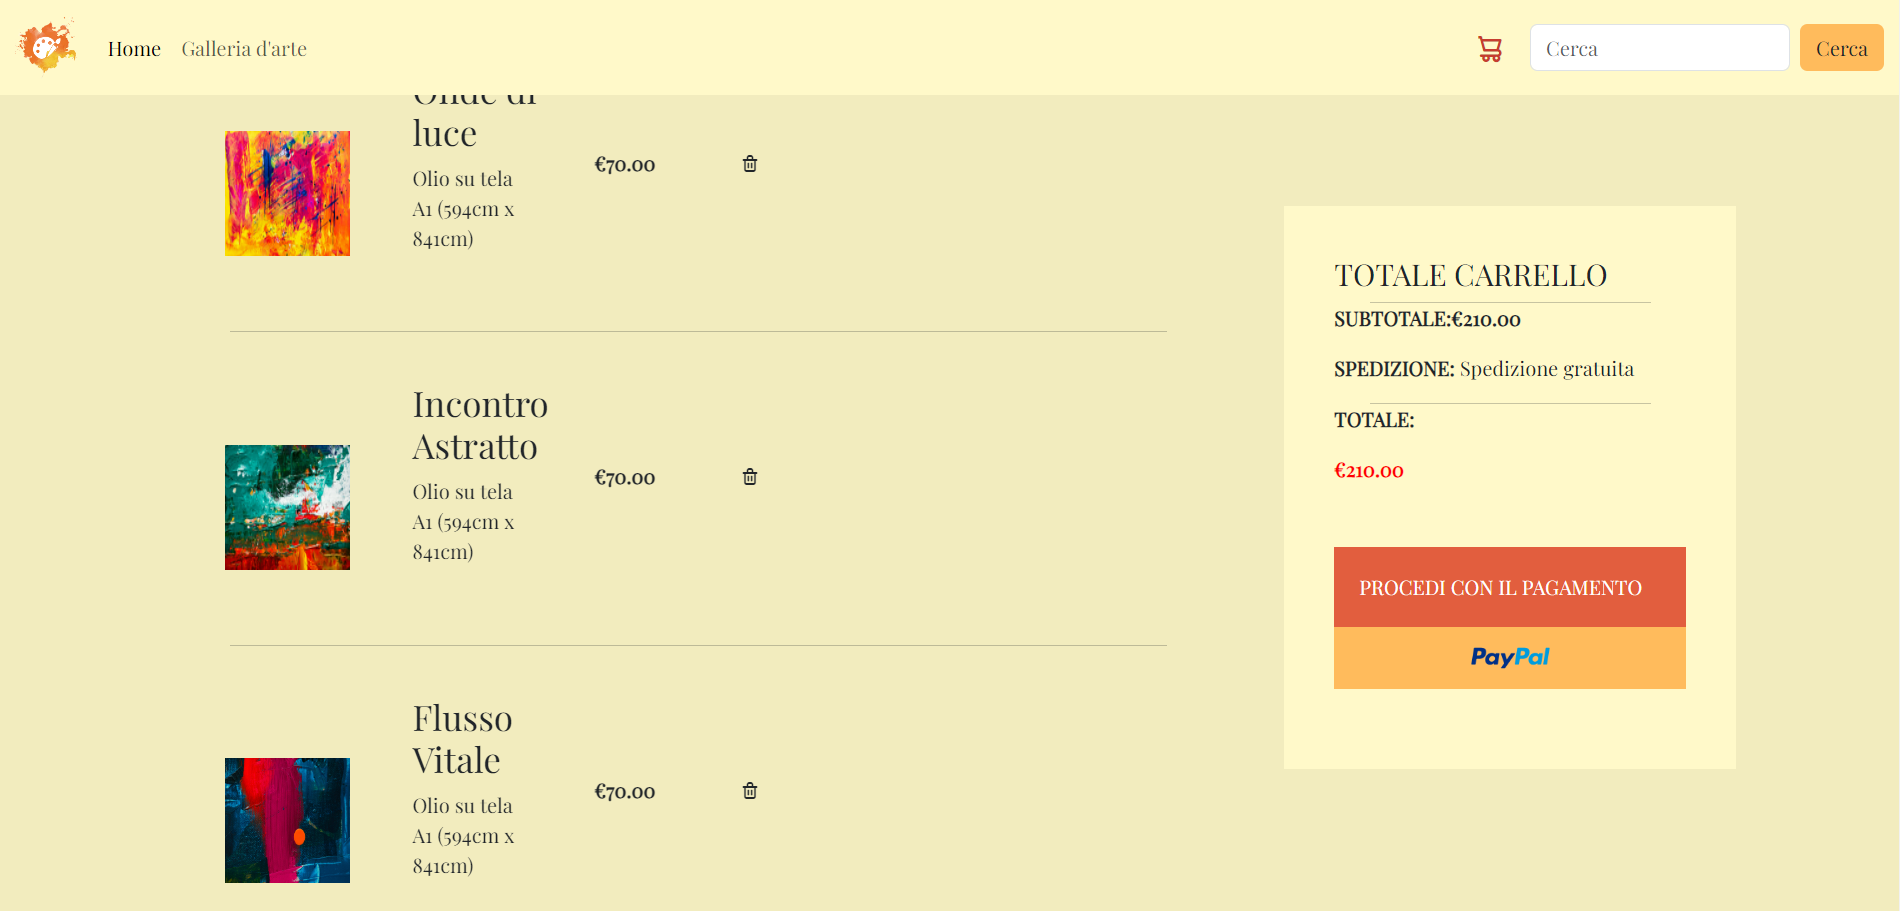 Home
Galleria d'arte
Cerca
Cerca
Onde di
luce
Olio su tela
A1 (594cm x
841cm)
€70.00
Incontro
Astratto
Olio su tela
A1 (594cm x
841cm)
€70.00
Flusso
Vitale
Olio su tela
A1 (594cm x
841cm)
€70.00
TOTALE CARRELLO
SUBTOTALE:€210.00
SPEDIZIONE: Spedizione gratuita
TOTALE:
€210.00
PROCEDI CON IL PAGAMENTO
PayPal